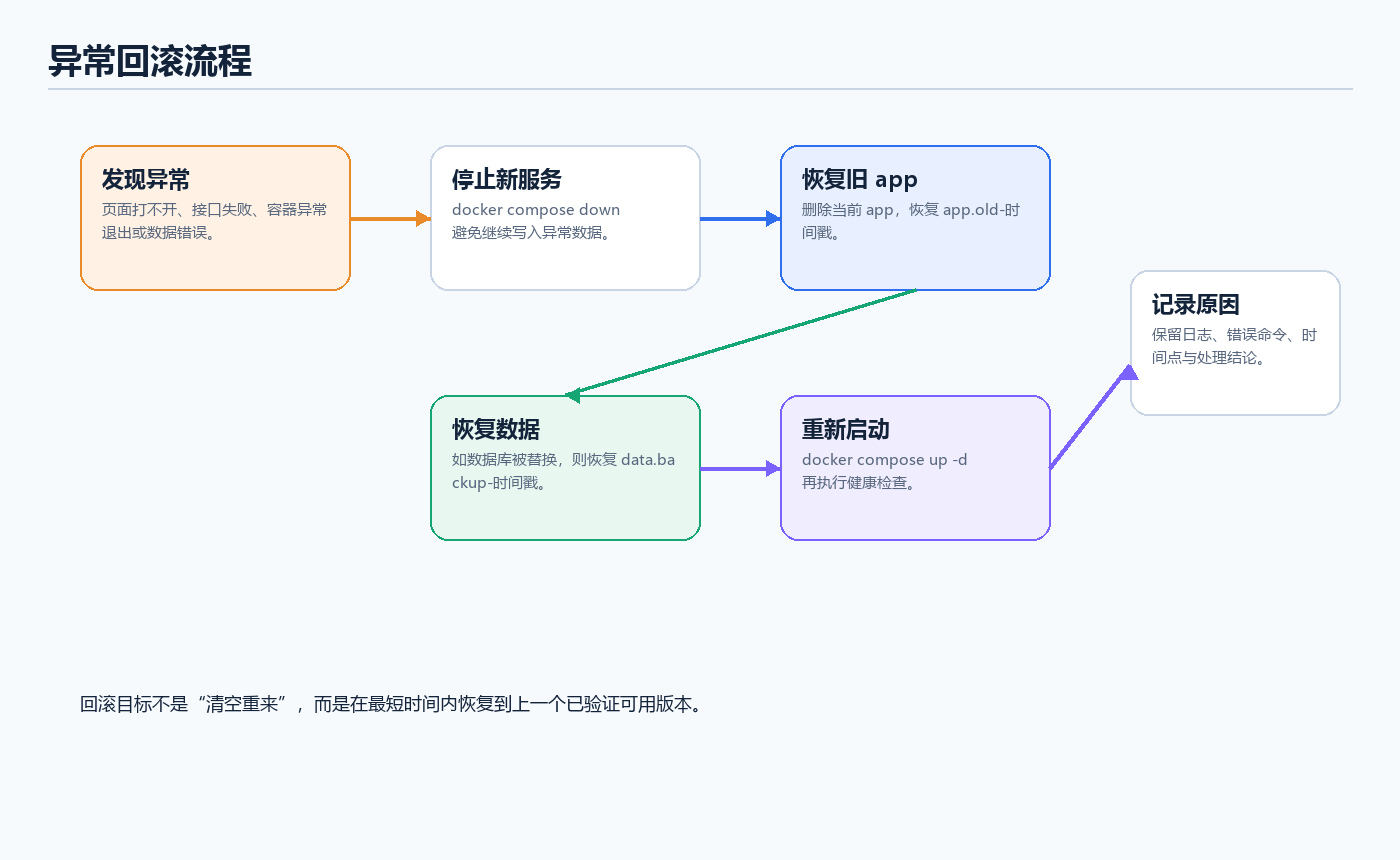 异常回滚流程
发现异常
页面打不开、接口失败、容器异常
退出或数据错误。
停止新服务
docker compose down
避免继续写入异常数据。
恢复旧 app
删除当前 app，恢复 app.old-时
间戳。
记录原因
保留日志、错误命令、时
间点与处理结论。
恢复数据
如数据库被替换，则恢复 data.ba
ckup-时间戳。
重新启动
docker compose up -d
再执行健康检查。
回滚目标不是“清空重来”，而是在最短时间内恢复到上一个已验证可用版本。